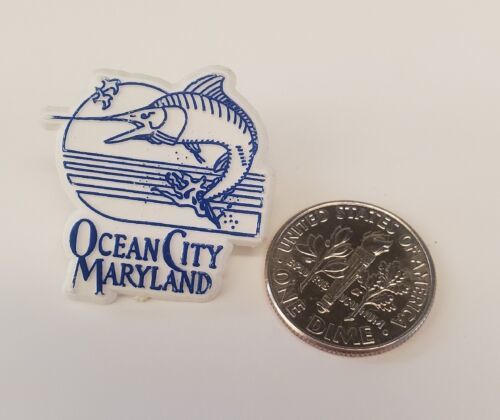 OCEAN CITY
MARYLAND
UNITED STATES OF AMERICA
ONE DIME